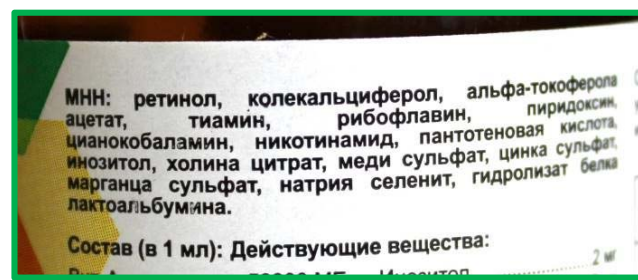 МНН: ретинол, колекальциферол, альфа-токоферола
ацетат, тиамин, рибофлавин, пиридоксин,
цианокобаламин, никотинамид, пантотеновая кислота,
инозитол, холина цитрат, меди сульфат, цинка сульфат,
марганца сульфат, натрия селенит, гидролизат белка
лактоальбумина.
Состав (в 1 мл): Действующие вещества:
Инозитол 2 мг